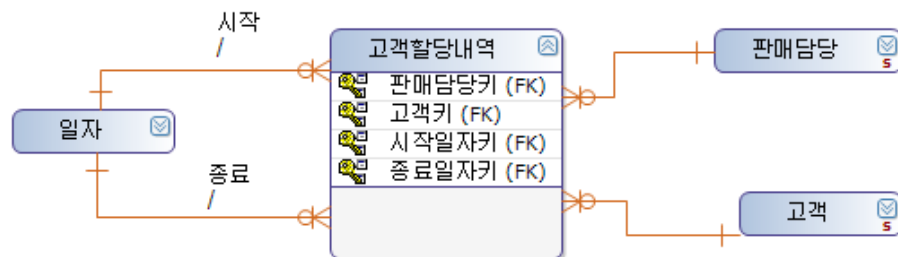 시작
/
고객할당내역
판매담당키 (FK)
고객키 (FK)
시작일자키 (FK)
종료일자키 (FK)
판매담당
S
일자
종료
/
고객
S